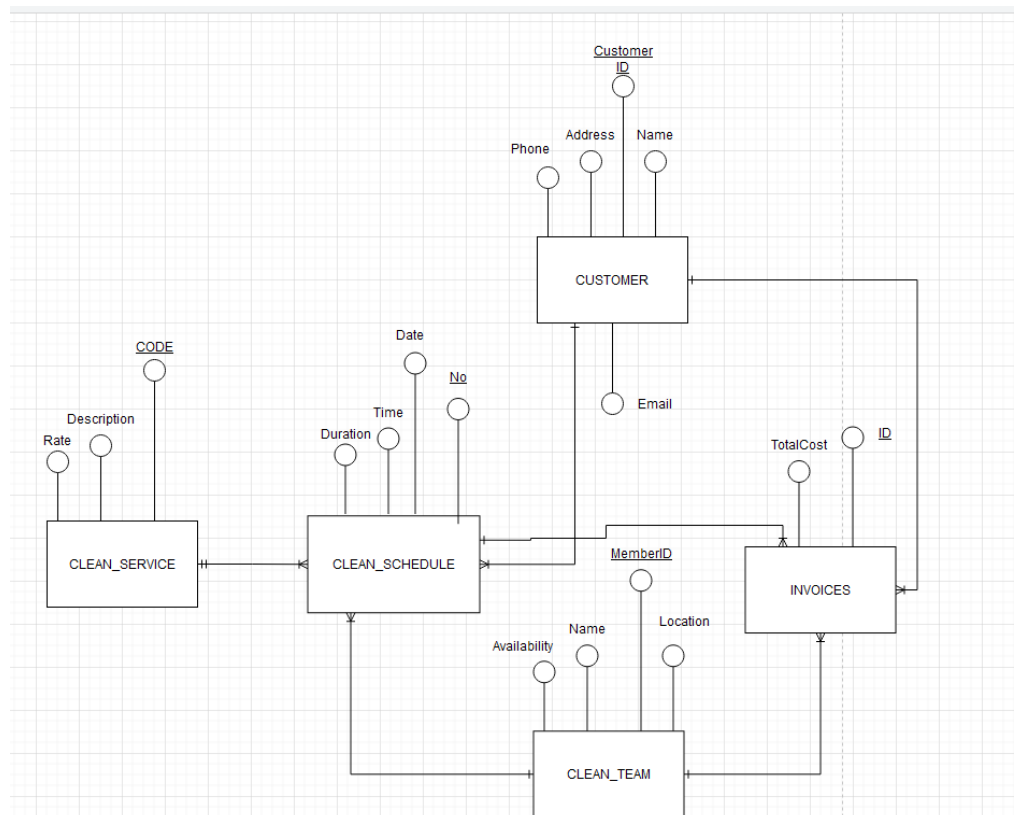 Customer
ID
Phone
Address
Name
CUSTOMER
Email
CODE
Description
Rate
CLEAN_SERVICE
Date
No
Time
Duration
CLEAN_SCHEDULE
TotalCost
ID
INVOICES
MemberID
Name
Location
Availability
CLEAN_TEAM